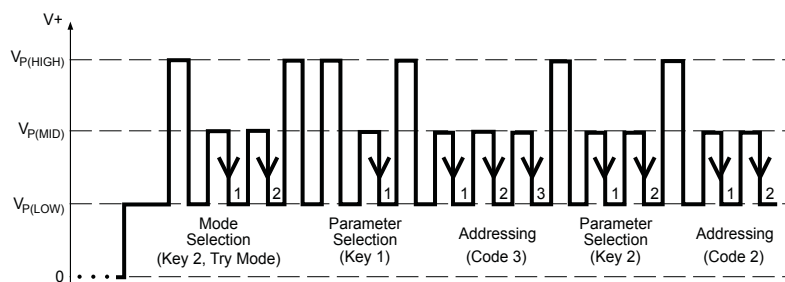 V+
VP(HIGH)
VP(MID)
1 2 1 1 2 3 1 2 1 2
VP(LOW)
Mode
Selection
(Key 2, Try Mode)
Parameter
Selection
(Key 1)
Addressing
(Code 3)
Parameter
Selection
(Key 2)
Addressing
(Code 2)
0